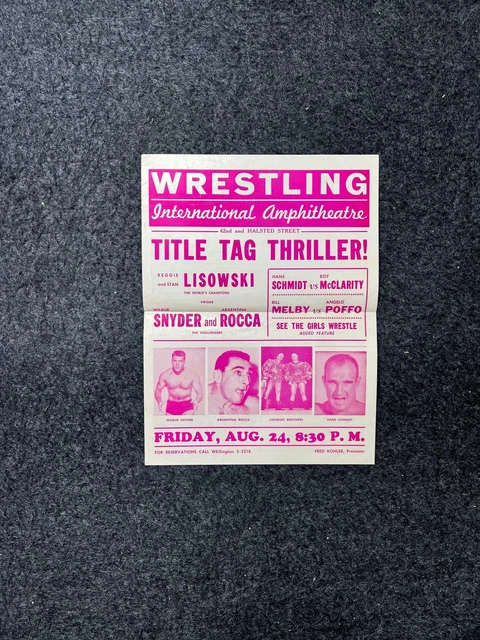 WRESTLING
International Amphitheatre
42nd and HALSTED STREET
TITLE TAG THRILLER!
REGGIE and STAN LISOWSKI
THE WORLD'S CHAMPIONS
versus
WILBUR SNYDER and ARGENTINA ROCCA
THE CHALLENGERS
HANS SCHMIDT vs ROY McCLARITY
BILL MELBY vs ANGELO POFFO
SEE THE GIRLS WRESTLE
ADDED FEATURE
WILBUR SNYDER
ARGENTINA ROCCA
LISOWSKI BROTHERS
HANS SCHMIDT
FRIDAY, AUG. 24, 8:30 P. M.
FOR RESERVATIONS CALL WEllington 5-2218
FRED KOHLER, Promoter